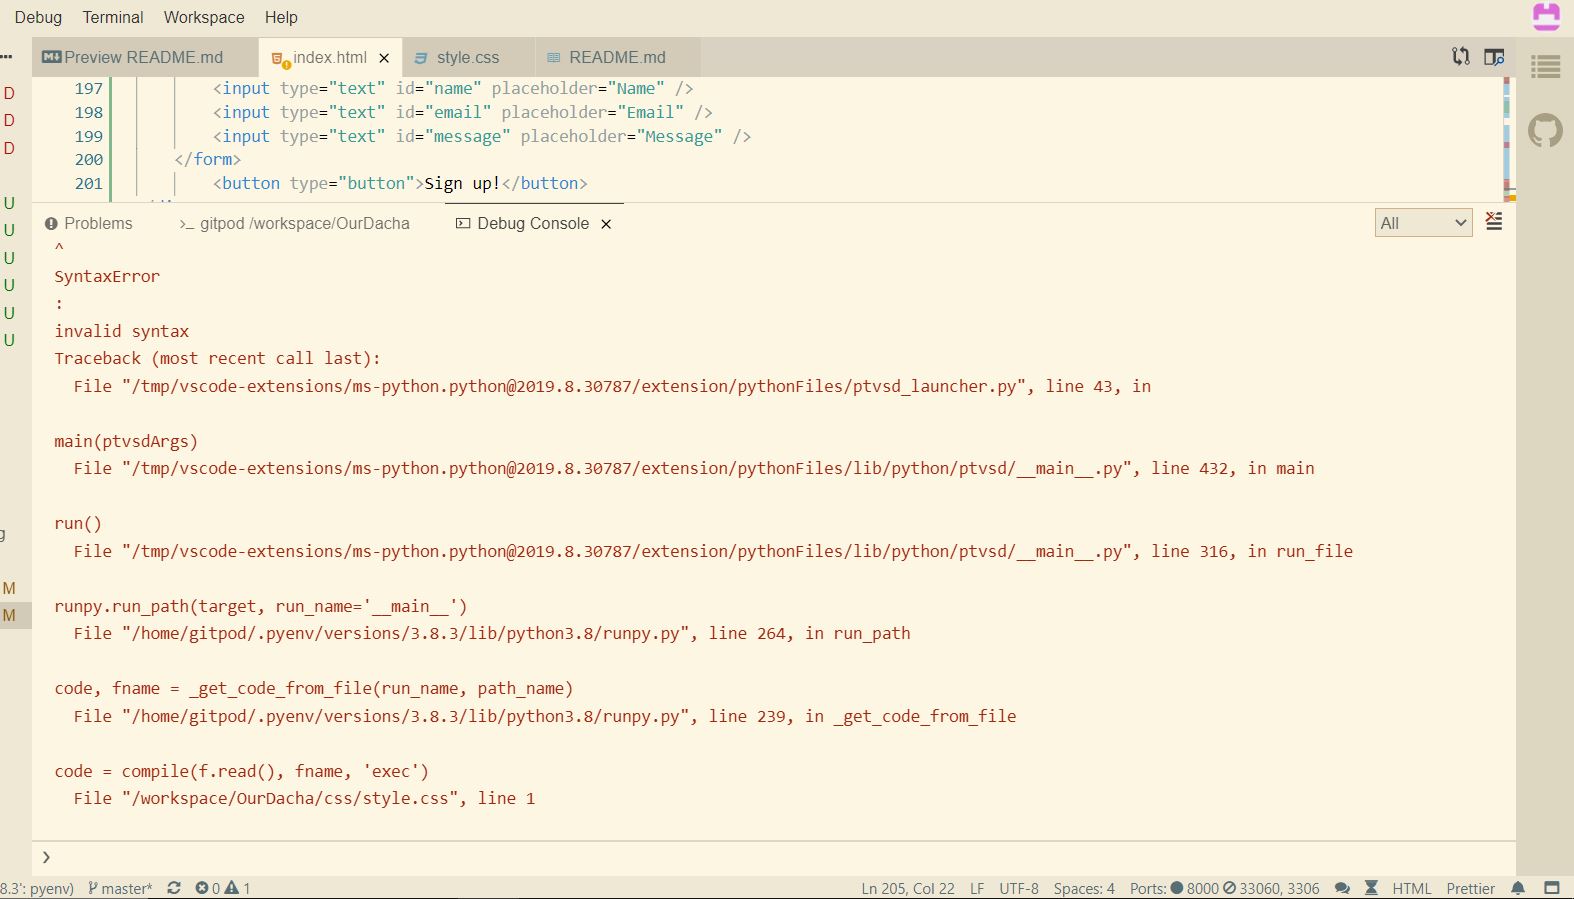 Debug Terminal Workspace Help
Preview README.md index.html style.css README.md
D
D
D
U
U
U
U
U
U
g
M
M
197 <input type="text" id="name" placeholder="Name" />
198 <input type="text" id="email" placeholder="Email" />
199 <input type="text" id="message" placeholder="Message" />
200 </form>
201 <button type="button">Sign up!</button>
Problems >_ gitpod /workspace/OurDacha Debug Console All
^
SyntaxError
:
invalid syntax
Traceback (most recent call last):
File "/tmp/vscode-extensions/ms-python.python@2019.8.30787/extension/pythonFiles/ptvsd_launcher.py", line 43, in
main(ptvsdArgs)
File "/tmp/vscode-extensions/ms-python.python@2019.8.30787/extension/pythonFiles/lib/python/ptvsd/__main__.py", line 432, in main
run()
File "/tmp/vscode-extensions/ms-python.python@2019.8.30787/extension/pythonFiles/lib/python/ptvsd/__main__.py", line 316, in run_file
runpy.run_path(target, run_name='__main__')
File "/home/gitpod/.pyenv/versions/3.8.3/lib/python3.8/runpy.py", line 264, in run_path
code, fname = _get_code_from_file(run_name, path_name)
File "/home/gitpod/.pyenv/versions/3.8.3/lib/python3.8/runpy.py", line 239, in _get_code_from_file
code = compile(f.read(), fname, 'exec')
File "/workspace/OurDacha/css/style.css", line 1
8.3': pyenv) master* 0 1 Ln 205, Col 22 LF UTF-8 Spaces: 4 Ports: 8000 33060, 3306 HTML Prettier